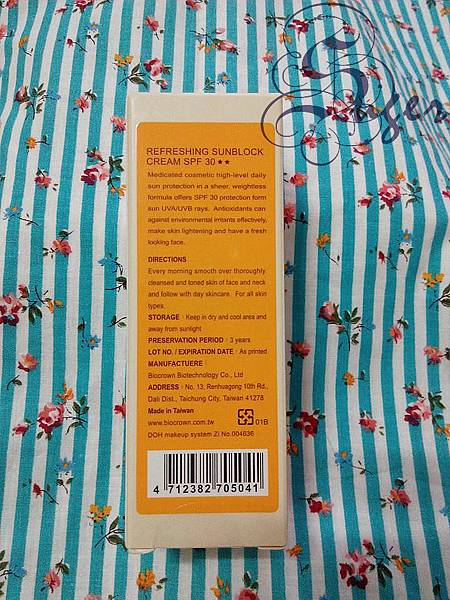 Suger
REFRESHING SUNBLOCK
CREAM SPF 30★★
Medicated cosmetic high-level daily
sun protection in a sheer, weightless
formula offers SPF 30 protection form
sun UVA/UVB rays. Antioxidants can
against environmental irritants effectively,
make skin lightening and have a fresh
looking face.
DIRECTIONS
Every morning smooth over thoroughly
cleansed and toned skin of face and neck
and follow with day skincare. For all skin
types.
STORAGE : Keep in dry and cool area and
away from sunlight
PRESERVATION PERIOD : 3 years
LOT NO. / EXPIRATION DATE : As printed
MANUFACTUERE :
Biocrown Biotechnology Co., Ltd
ADDRESS : No, 13, Renhuagong 10th Rd.,
Dali Dist., Taichung City, Taiwan 41278
Made in Taiwan
www.biocrown.com.tw 01B
DOH makeup system Zi No.004636
4 712382 705041